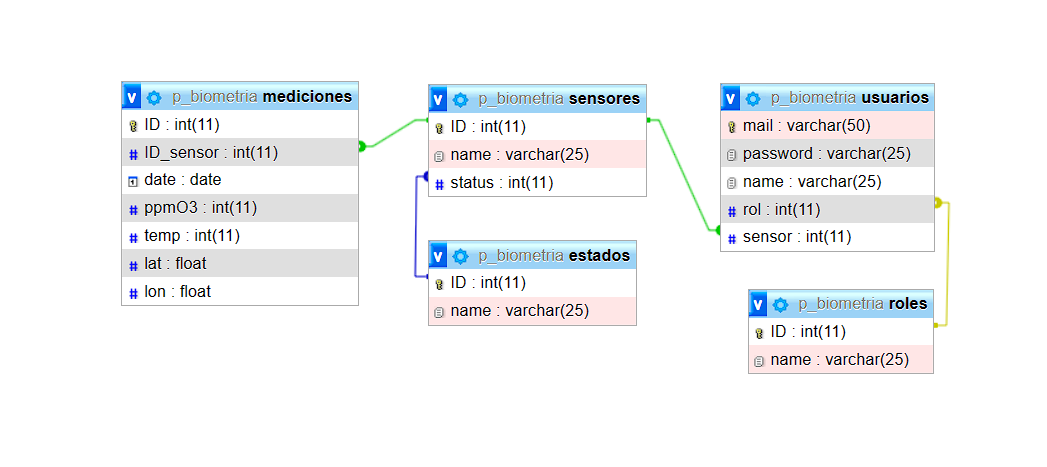 v p_biometria mediciones
ID : int(11)
# ID_sensor : int(11)
date : date
# ppmO3 : int(11)
# temp : int(11)
# lat : float
# lon : float
v p_biometria sensores
ID : int(11)
name : varchar(25)
# status : int(11)
v p_biometria estados
ID : int(11)
name : varchar(25)
v p_biometria usuarios
mail : varchar(50)
password : varchar(25)
name : varchar(25)
# rol : int(11)
# sensor : int(11)
v p_biometria roles
ID : int(11)
name : varchar(25)